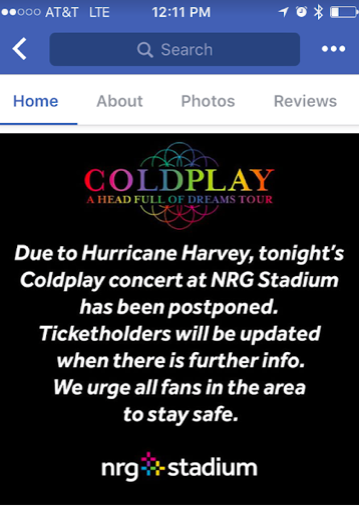 AT&T LTE 12:11 PM
Search
Home About Photos Reviews
COLDPLAY
A HEAD FULL OF DREAMS TOUR
Due to Hurricane Harvey, tonight's
Coldplay concert at NRG Stadium
has been postponed.
Ticketholders will be updated
when there is further info.
We urge all fans in the area
to stay safe.
nrg stadium